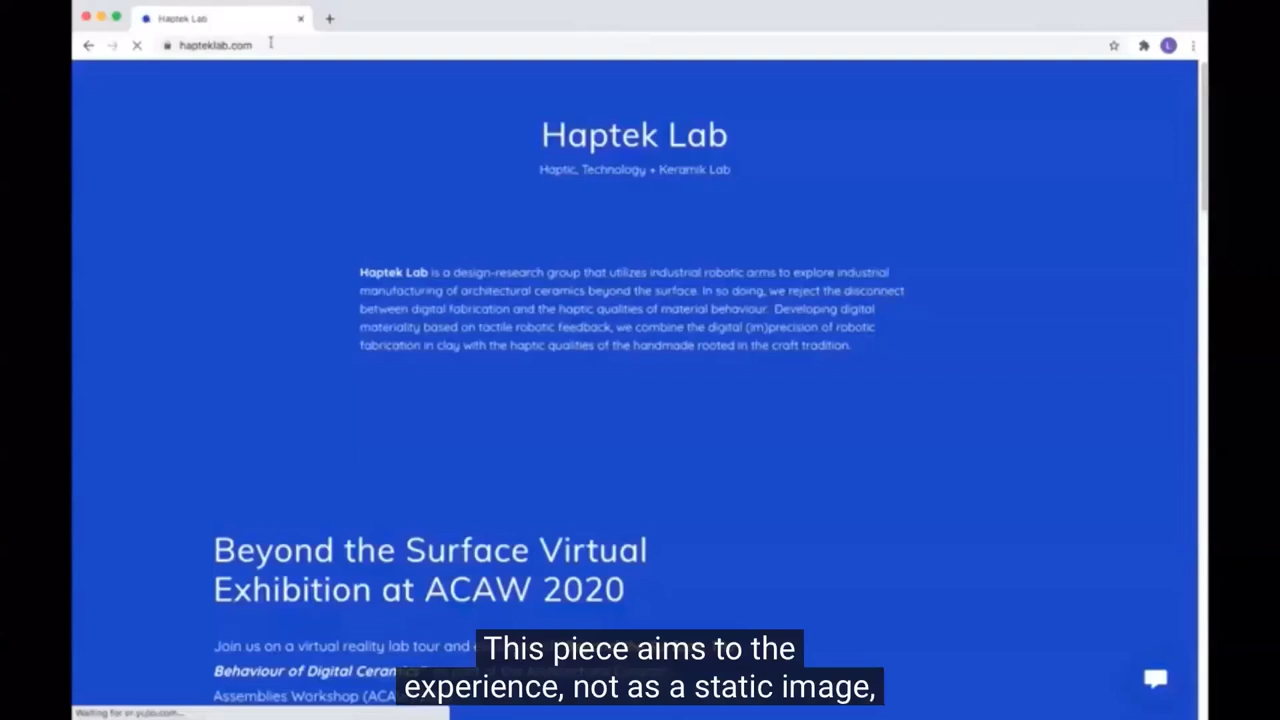 Haptek Lab
hapteklab.com
L
Haptek Lab
Haptic, Technology + Keramik Lab
Haptek Lab is a design-research group that utilizes industrial robotic arms to explore industrial
manufacturing of architectural ceramics beyond the surface. In so doing, we reject the disconnect
between digital fabrication and the haptic qualities of material behaviour. Developing digital
materiality based on tactile robotic feedback, we combine the digital (im)precision of robotic
fabrication in clay with the haptic qualities of the handmade rooted in the craft tradition.
Beyond the Surface Virtual
Exhibition at ACAW 2020
Join us on a virtual reality lab tour and
Behaviour of Digital
Assemblies Workshop
This piece aims to the
experience, not as a static image,
Waiting for